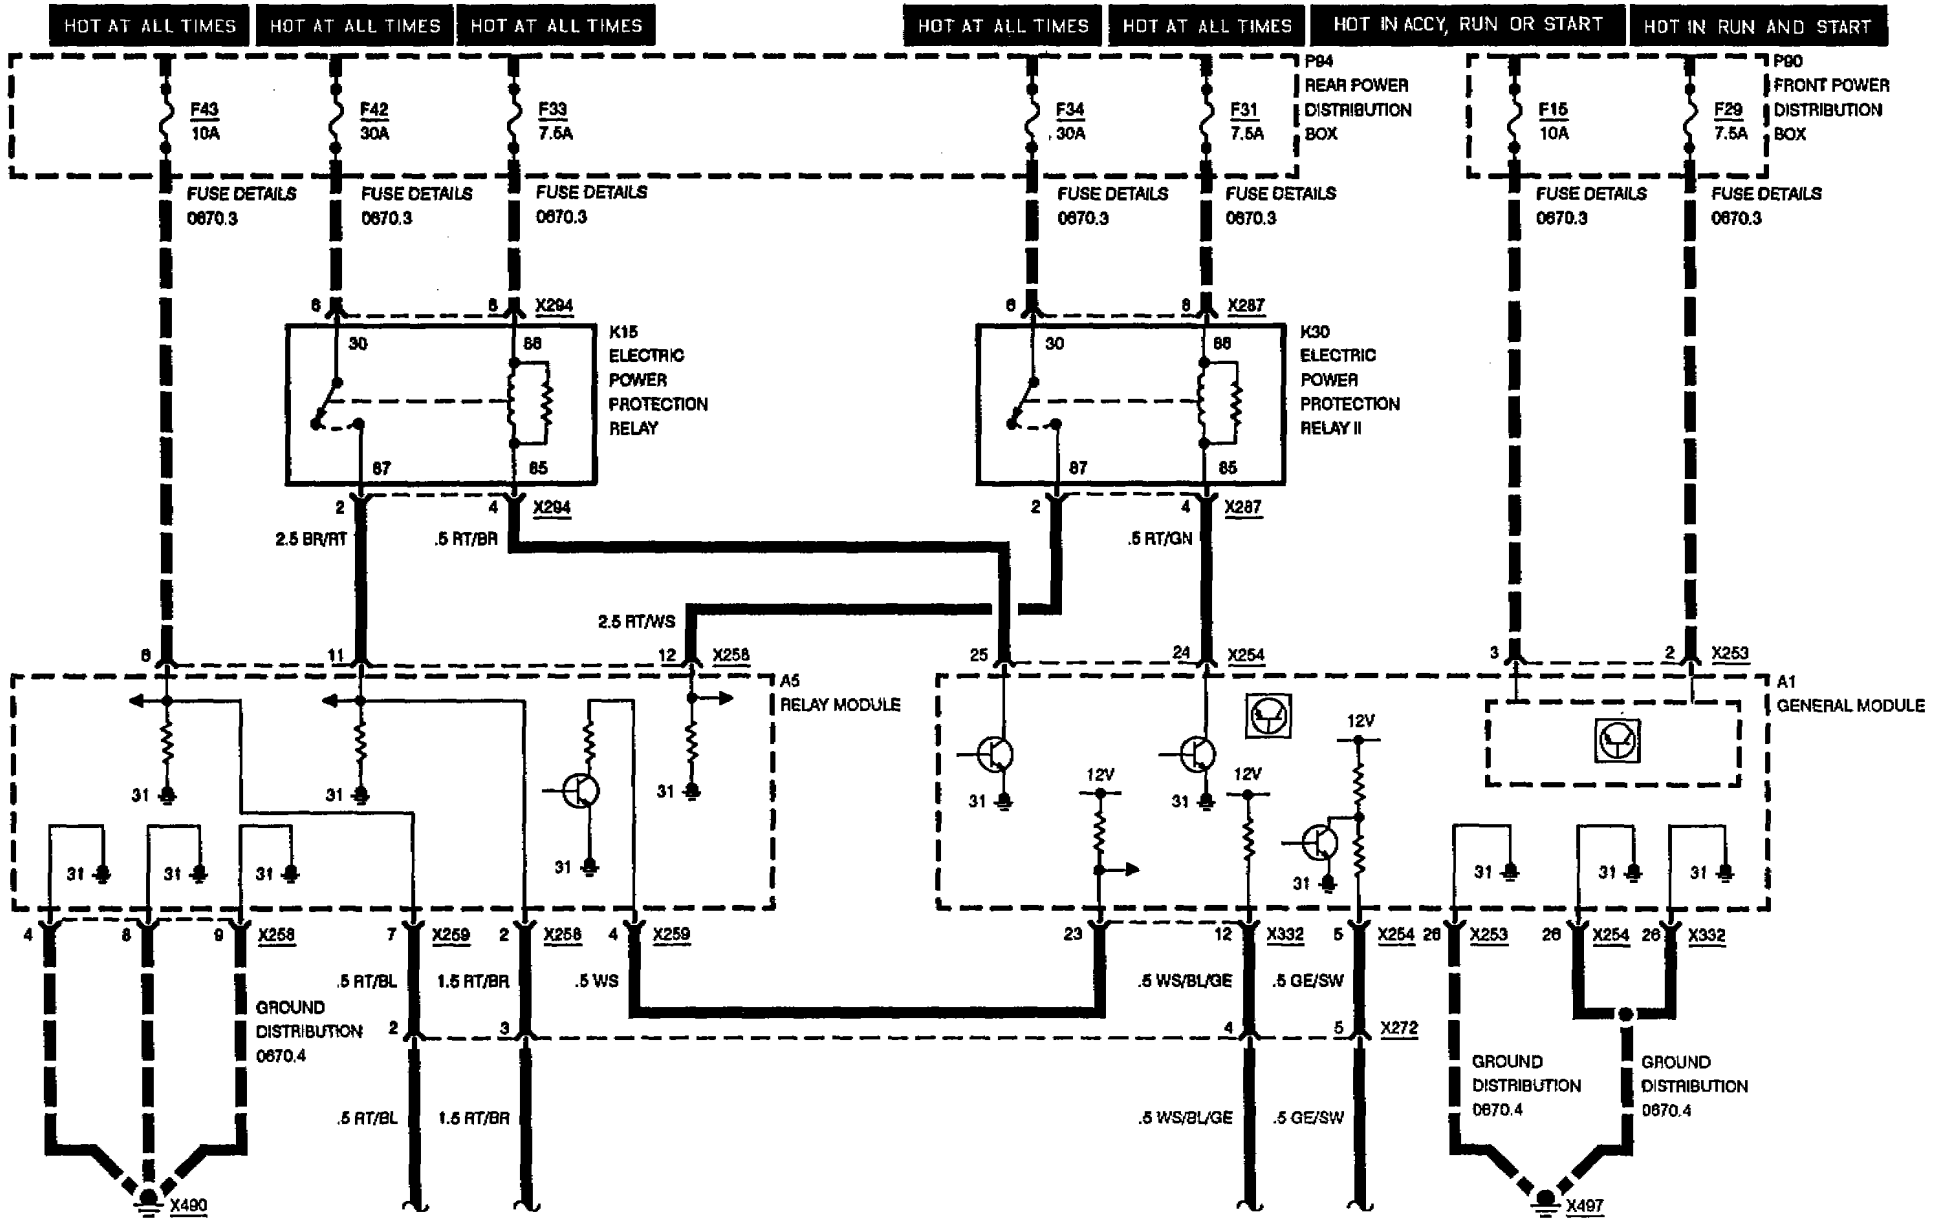 HOT AT ALL TIMES
HOT AT ALL TIMES
HOT AT ALL TIMES
HOT AT ALL TIMES
HOT AT ALL TIMES
HOT IN ACCY, RUN OR START
HOT IN RUN AND START
F43
10A
F42
30A
F33
7.5A
F34
30A
F31
7.5A
P94
REAR POWER
DISTRIBUTION
BOX
F15
10A
F29
7.5A
P90
FRONT POWER
DISTRIBUTION
BOX
FUSE DETAILS
0670.3
FUSE DETAILS
0670.3
FUSE DETAILS
0670.3
FUSE DETAILS
0670.3
FUSE DETAILS
0670.3
FUSE DETAILS
0670.3
FUSE DETAILS
0670.3
6
8
X294
30
86
87
85
K15
ELECTRIC
POWER
PROTECTION
RELAY
2
4
X294
6
8
X287
30
86
87
85
K30
ELECTRIC
POWER
PROTECTION
RELAY II
2
4
X287
2.5 BR/RT
.5 RT/BR
.5 RT/GN
2.5 RT/WS
6
11
12
X258
25
24
X254
3
2
X253
A5
RELAY MODULE
A1
GENERAL MODULE
12V
12V
12V
31
31
31
31
31
31
31
31
31
31
31
31
31
4
8
9
X258
7
X259
2
X258
4
X259
23
12
X332
5
X254
26
X253
26
X254
26
X332
.5 RT/BL
1.5 RT/BR
.5 WS
.5 WS/BL/GE
.5 GE/SW
GROUND
DISTRIBUTION
0670.4
2
3
4
5
X272
GROUND
DISTRIBUTION
0670.4
GROUND
DISTRIBUTION
0670.4
.5 RT/BL
1.5 RT/BR
.5 WS/BL/GE
.5 GE/SW
X490
X497